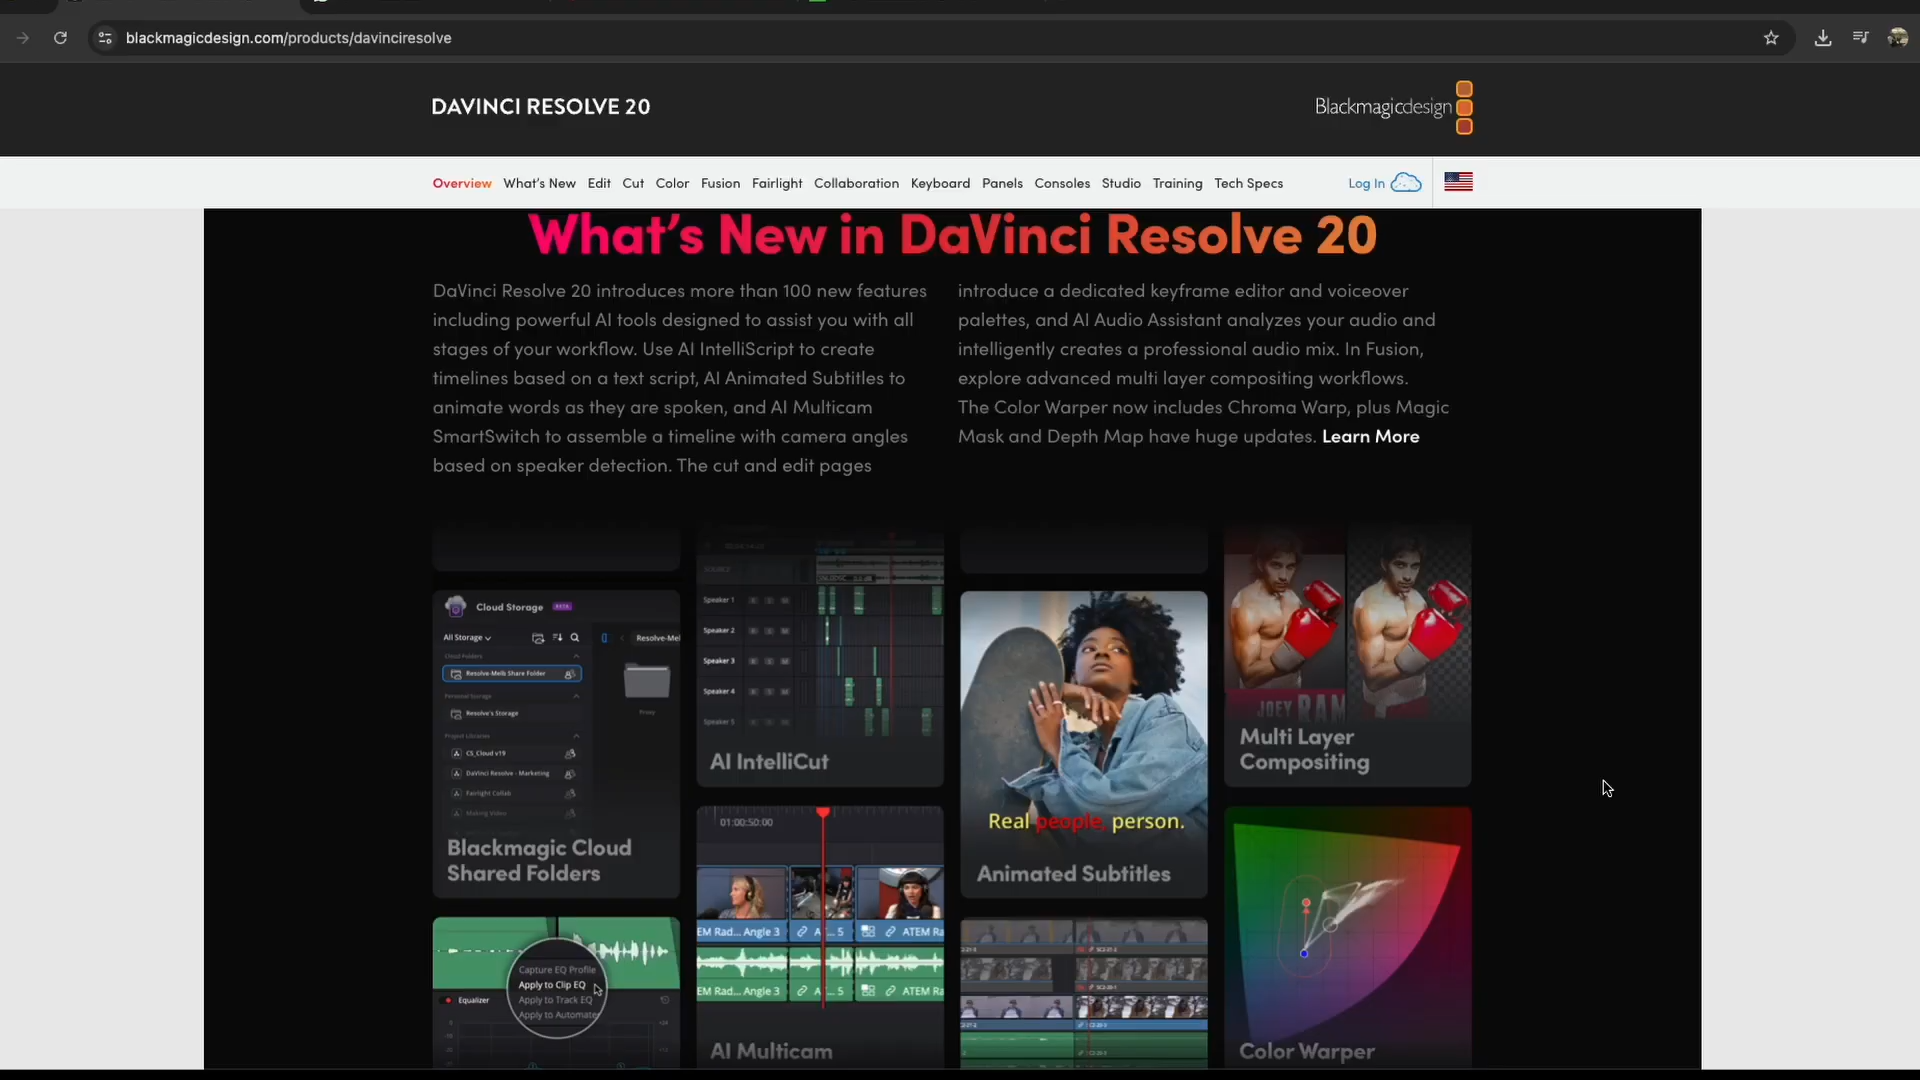 blackmagicdesign.com/products/davinciresolve
DAVINCI RESOLVE 20
Blackmagicdesign
Overview What's New Edit Cut Color Fusion Fairlight Collaboration Keyboard Panels Consoles Studio Training Tech Specs Log In
What's New in DaVinci Resolve 20
DaVinci Resolve 20 introduces more than 100 new features
including powerful AI tools designed to assist you with all
stages of your workflow. Use AI IntelliScript to create
timelines based on a text script, AI Animated Subtitles to
animate words as they are spoken, and AI Multicam
SmartSwitch to assemble a timeline with camera angles
based on speaker detection. The cut and edit pages
introduce a dedicated keyframe editor and voiceover
palettes, and AI Audio Assistant analyzes your audio and
intelligently creates a professional audio mix. In Fusion,
explore advanced multi layer compositing workflows.
The Color Warper now includes Chroma Warp, plus Magic
Mask and Depth Map have huge updates. Learn More
Cloud Storage BETA
All Storage
Resolve-Mel
Cloud Folders
Resolve-Melb Share Folder
Personal Storage
Resolve's Storage
Proxy
Project Libraries
CS_Cloud v19
DaVinci Resolve - Marketing
Fairlight Collab
Making Video
Blackmagic Cloud
Shared Folders
Speaker 1
Speaker 2
Speaker 3
Speaker 4
Speaker 5
AI IntelliCut
Real people, person.
Animated Subtitles
JOEY RAM
Multi Layer
Compositing
Capture EQ Profile
Apply to Clip EQ
Apply to Track EQ
Apply to Automate
Equalizer
01:00:50:00
EM Rad... Angle 3 A... 5 ATEM Ra
EM Rad... Angle 3 A... 5 ATEM Ra
AI Multicam
Color Warper